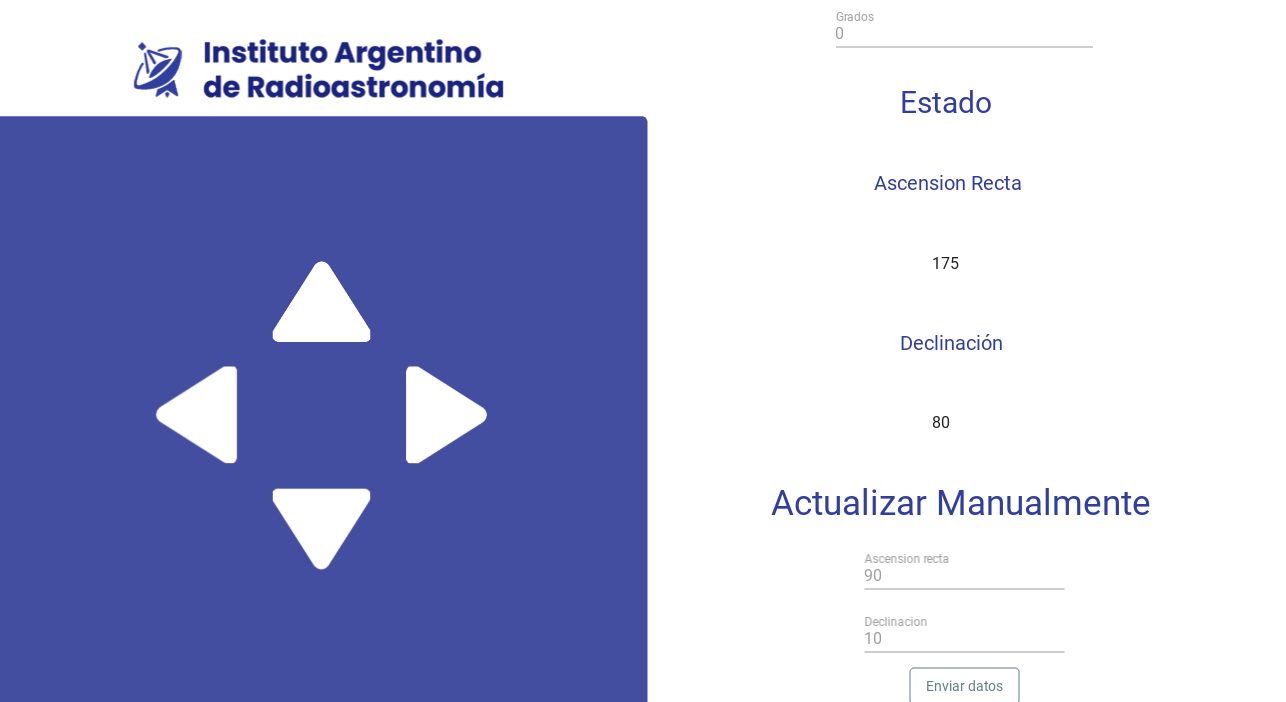 Instituto Argentino
de Radioastronomía
Grados
0
Estado
Ascension Recta
175
Declinación
80
Actualizar Manualmente
Ascension recta
90
Declinacion
10
Enviar datos